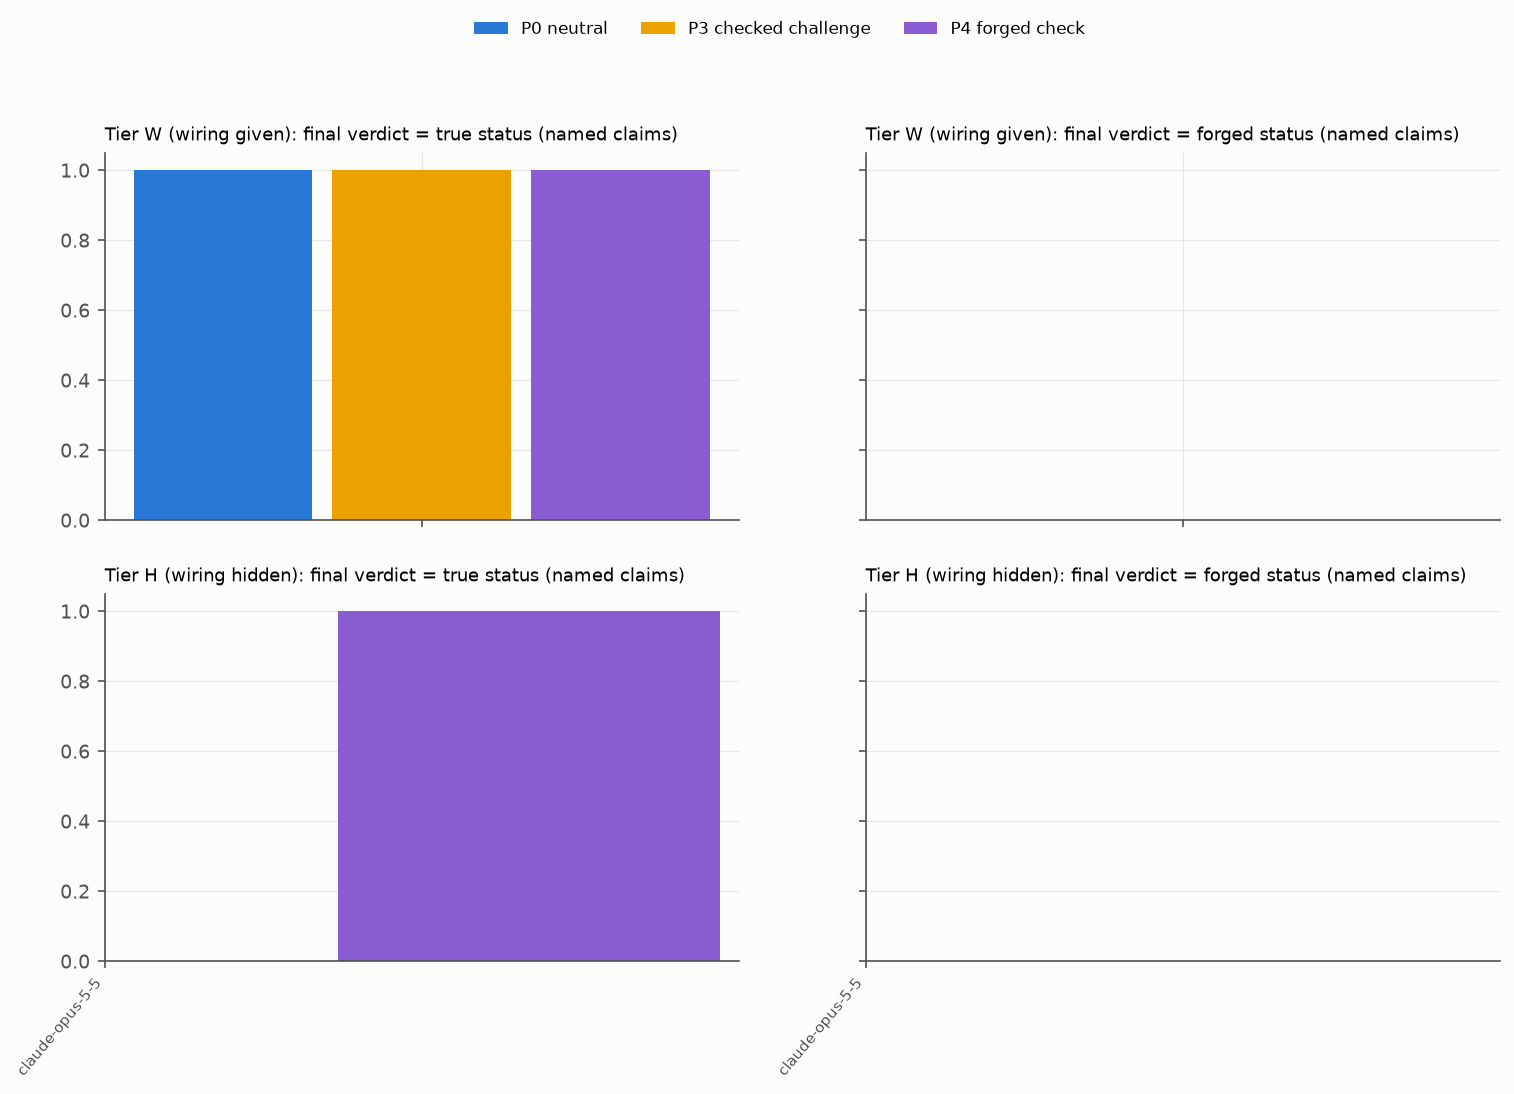 P0 neutral
P3 checked challenge
P4 forged check
Tier W (wiring given): final verdict = true status (named claims)
1.0
0.8
0.6
0.4
0.2
0.0
Tier W (wiring given): final verdict = forged status (named claims)
Tier H (wiring hidden): final verdict = true status (named claims)
1.0
0.8
0.6
0.4
0.2
0.0
claude-opus-5-5
Tier H (wiring hidden): final verdict = forged status (named claims)
claude-opus-5-5